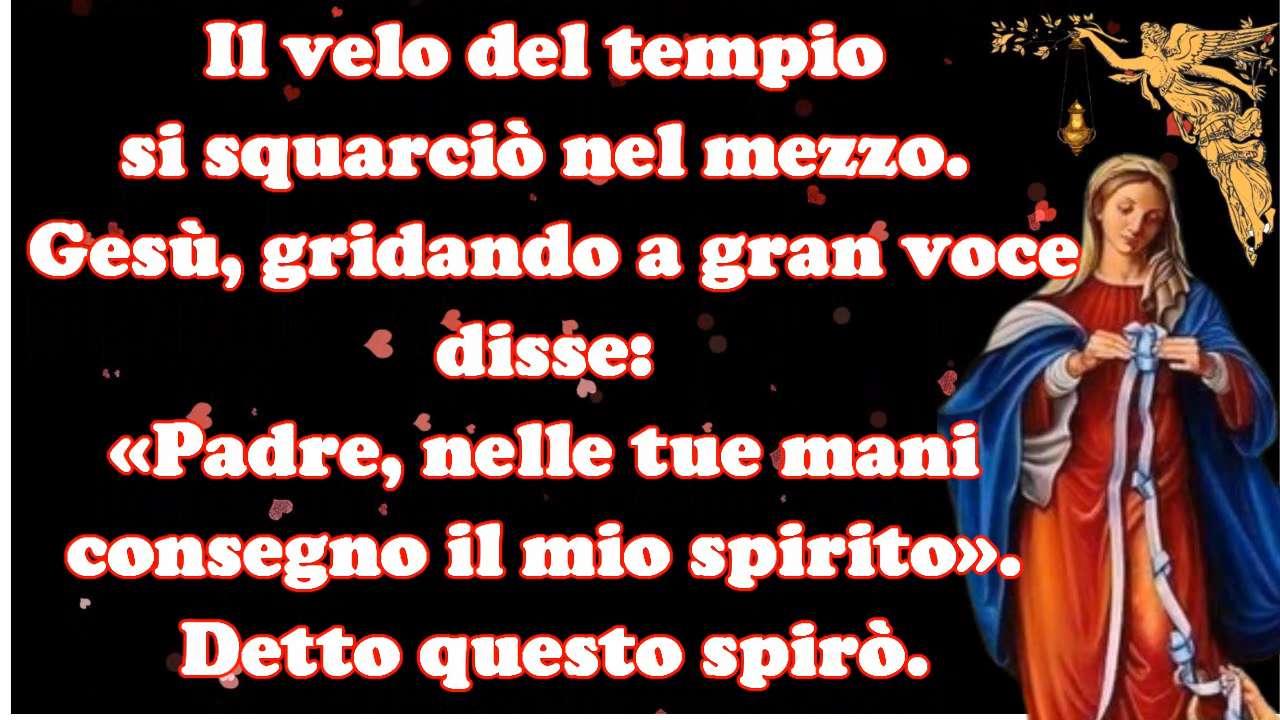 Il velo del tempio
si squarciò nel mezzo.
Gesù, gridando a gran voce
disse:
«Padre, nelle tue mani
consegno il mio spirito».
Detto questo spirò.